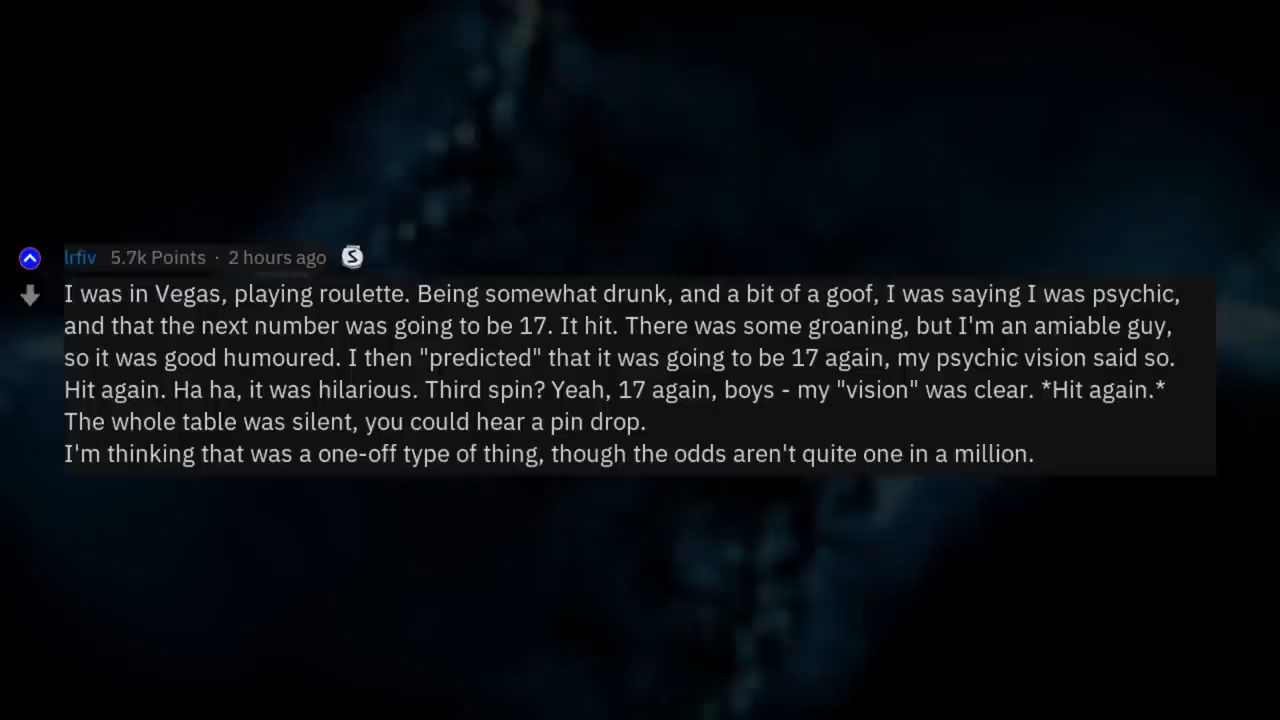 lrfiv 5.7k Points · 2 hours ago S
I was in Vegas, playing roulette. Being somewhat drunk, and a bit of a goof, I was saying I was psychic,
and that the next number was going to be 17. It hit. There was some groaning, but I'm an amiable guy,
so it was good humoured. I then "predicted" that it was going to be 17 again, my psychic vision said so.
Hit again. Ha ha, it was hilarious. Third spin? Yeah, 17 again, boys - my "vision" was clear. *Hit again.*
The whole table was silent, you could hear a pin drop.
I'm thinking that was a one-off type of thing, though the odds aren't quite one in a million.